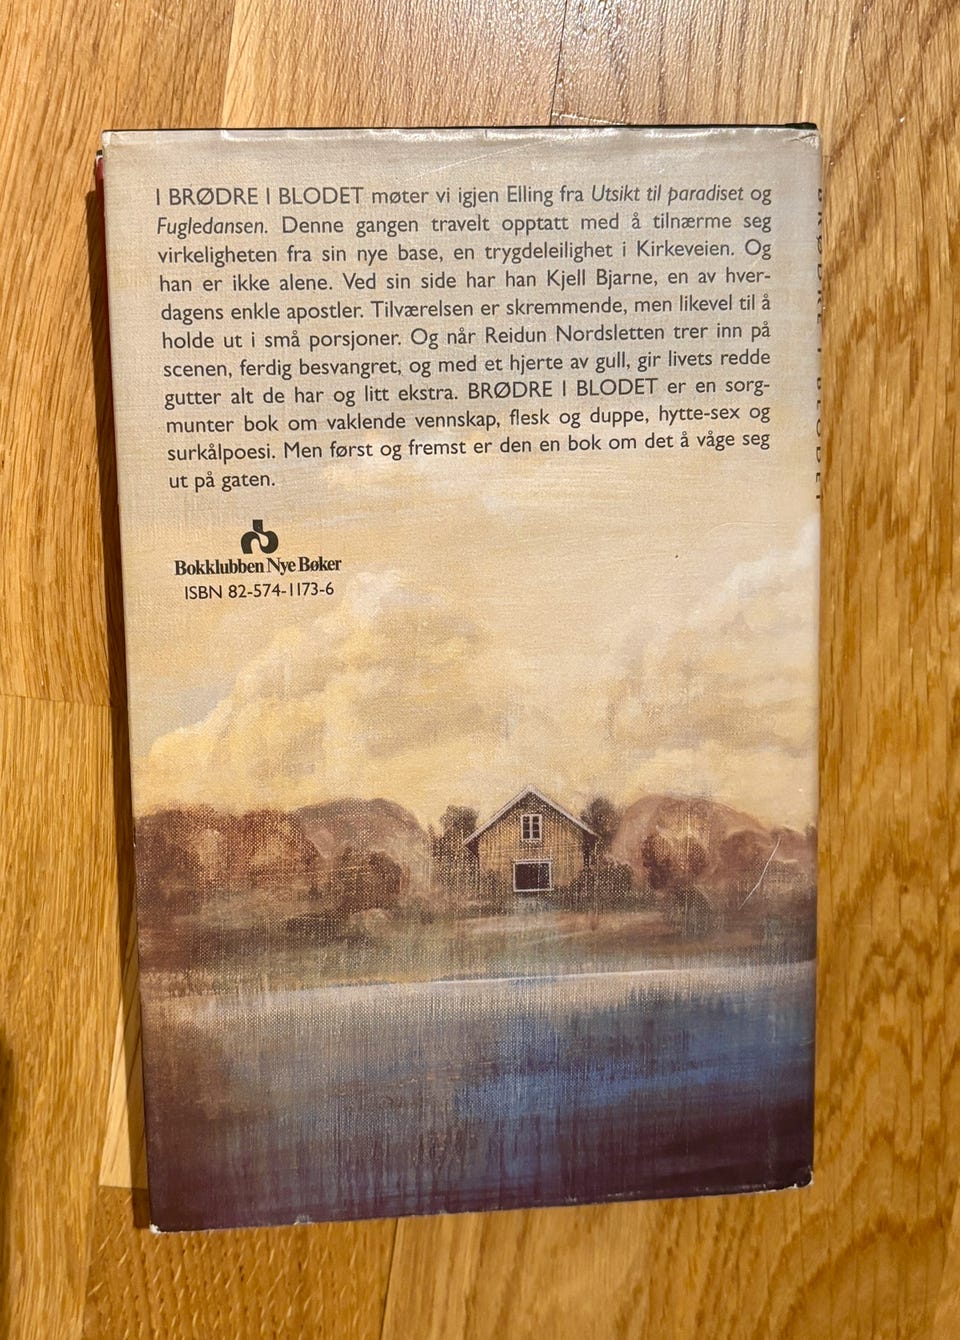 I BRØDRE I BLODET møter vi igjen Elling fra Utsikt til paradiset og
Fugledansen. Denne gangen travelt opptatt med å tilnærme seg
virkeligheten fra sin nye base, en trygdeleilighet i Kirkeveien. Og
han er ikke alene. Ved sin side har han Kjell Bjarne, en av hver-
dagens enkle apostler. Tilværelsen er skremmende, men likevel til å
holde ut i små porsjoner. Og når Reidun Nordsletten trer inn på
scenen, ferdig besvangret, og med et hjerte av gull, gir livets redde
gutter alt de har og litt ekstra. BRØDRE I BLODET er en sorg-
munter bok om vaklende vennskap, flesk og duppe, hytte-sex og
surkålpoesi. Men først og fremst er den en bok om det å våge seg
ut på gaten.
Bokklubben Nye Bøker
ISBN 82-574-1173-6
BRØDRE I BLODET